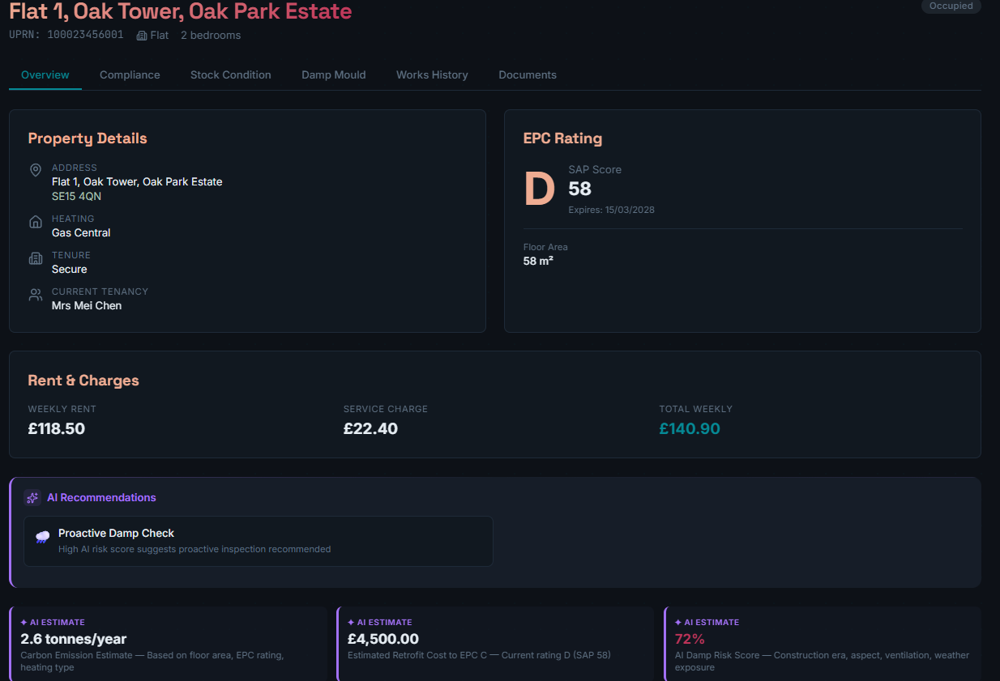 Flat 1, Oak Tower, Oak Park Estate
Occupied
UPRN: 100023456001 Flat 2 bedrooms
Overview Compliance Stock Condition Damp Mould Works History Documents
Property Details
ADDRESS
Flat 1, Oak Tower, Oak Park Estate
SE15 4QN
HEATING
Gas Central
TENURE
Secure
CURRENT TENANCY
Mrs Mei Chen
EPC Rating
D
SAP Score
58
Expires: 15/03/2028
Floor Area
58 m²
Rent & Charges
WEEKLY RENT
£118.50
SERVICE CHARGE
£22.40
TOTAL WEEKLY
£140.90
AI Recommendations
Proactive Damp Check
High AI risk score suggests proactive inspection recommended
✦ AI ESTIMATE
2.6 tonnes/year
Carbon Emission Estimate — Based on floor area, EPC rating,
heating type
✦ AI ESTIMATE
£4,500.00
Estimated Retrofit Cost to EPC C — Current rating D (SAP 58)
✦ AI ESTIMATE
72%
AI Damp Risk Score — Construction era, aspect, ventilation, weather
exposure